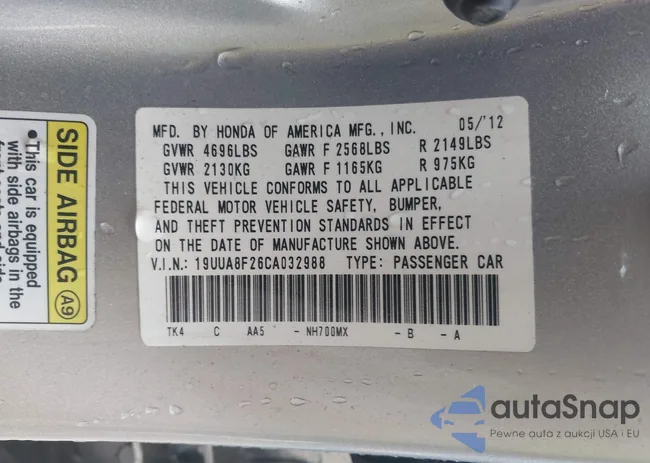 MFD. BY HONDA OF AMERICA MFG., INC. 05/'12
GVWR 4696LBS GAWR F 2568LBS R 2149LBS
GVWR 2130KG GAWR F 1165KG R 975KG
THIS VEHICLE CONFORMS TO ALL APPLICABLE
FEDERAL MOTOR VEHICLE SAFETY, BUMPER,
AND THEFT PREVENTION STANDARDS IN EFFECT
ON THE DATE OF MANUFACTURE SHOWN ABOVE.
V.I.N.: 19UUA8F26CA032988 TYPE: PASSENGER CAR
TK4 C AA5 - NH700MX - B - A
SIDE AIRBAG A9
•This car is equipped
with side airbags in the
autaSnap
Pewne auta z aukcji USA i EU